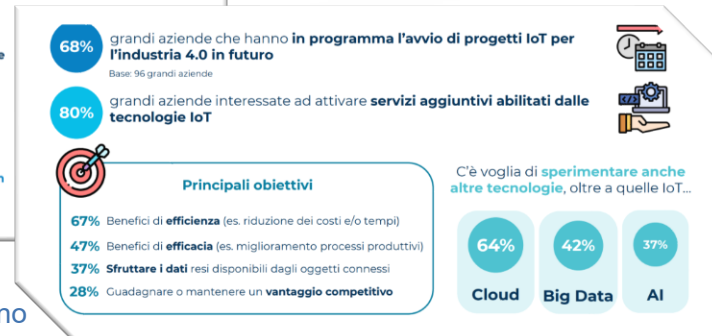 68%
grandi aziende che hanno in programma l'avvio di progetti IoT per
l'industria 4.0 in futuro
Base: 96 grandi aziende
80%
grandi aziende interessate ad attivare servizi aggiuntivi abilitati dalle
tecnologie IoT
Principali obiettivi
67% Benefici di efficienza (es. riduzione dei costi e/o tempi)
47% Benefici di efficacia (es. miglioramento processi produttivi)
37% Sfruttare i dati resi disponibili dagli oggetti connessi
28% Guadagnare o mantenere un vantaggio competitivo
C'è voglia di sperimentare anche
altre tecnologie, oltre a quelle IoT...
64% 42% 37%
Cloud Big Data AI